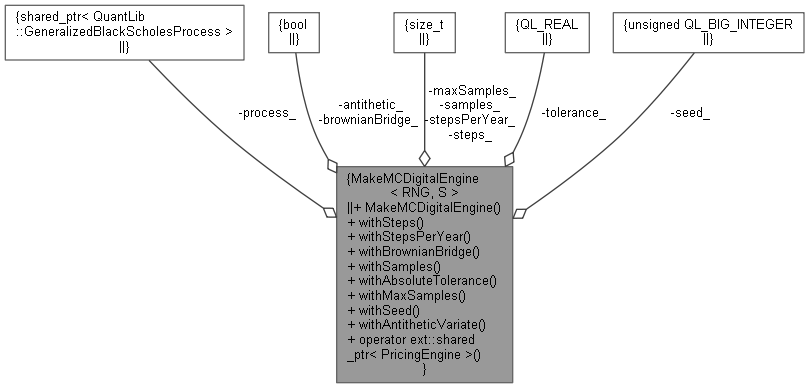 {shared_ptr< QuantLib
::GeneralizedBlackScholesProcess >
||}
{bool
||}
{size_t
||}
{QL_REAL
||}
{unsigned QL_BIG_INTEGER
||}
-process_
-antithetic_
-brownianBridge_
-maxSamples_
-samples_
-stepsPerYear_
-steps_
-tolerance_
-seed_
{MakeMCDigitalEngine
< RNG, S >
||+ MakeMCDigitalEngine()
+ withSteps()
+ withStepsPerYear()
+ withBrownianBridge()
+ withSamples()
+ withAbsoluteTolerance()
+ withMaxSamples()
+ withSeed()
+ withAntitheticVariate()
+ operator ext::shared
_ptr< PricingEngine >()
}